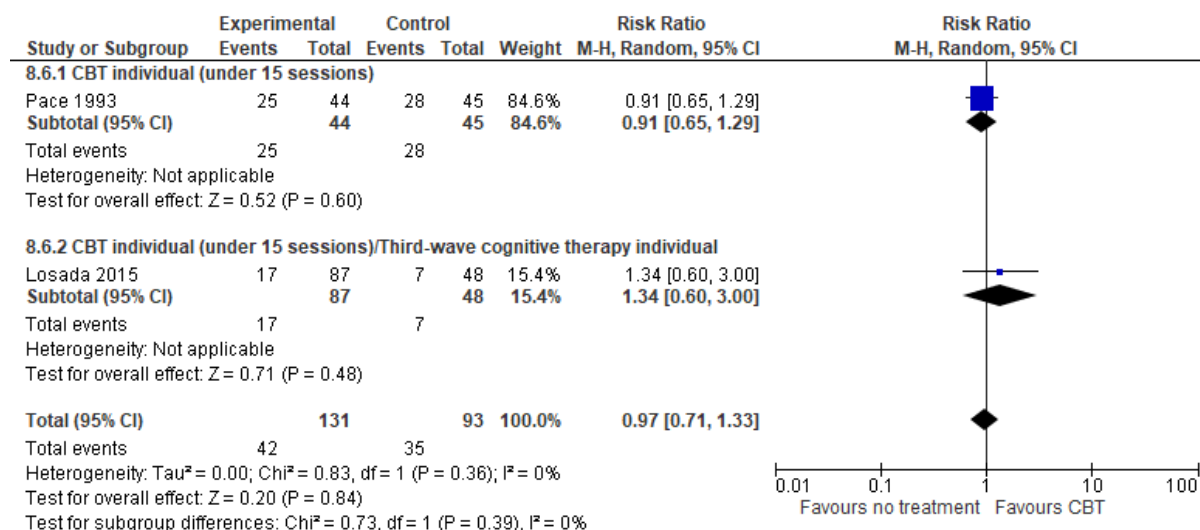 Experimental Control Risk Ratio Risk Ratio
Study or Subgroup Events Total Events Total Weight M-H, Random, 95% CI M-H, Random, 95% CI
8.6.1 CBT individual (under 15 sessions)
Pace 1993 25 44 28 45 84.6% 0.91 [0.65, 1.29]
Subtotal (95% CI) 44 45 84.6% 0.91 [0.65, 1.29]
Total events 25 28
Heterogeneity: Not applicable
Test for overall effect: Z = 0.52 (P = 0.60)
8.6.2 CBT individual (under 15 sessions)/Third-wave cognitive therapy individual
Losada 2015 17 87 7 48 15.4% 1.34 [0.60, 3.00]
Subtotal (95% CI) 87 48 15.4% 1.34 [0.60, 3.00]
Total events 17 7
Heterogeneity: Not applicable
Test for overall effect: Z = 0.71 (P = 0.48)
Total (95% CI) 131 93 100.0% 0.97 [0.71, 1.33]
Total events 42 35
Heterogeneity: Tau² = 0.00; Chi² = 0.83, df = 1 (P = 0.36); I² = 0%
Test for overall effect: Z = 0.20 (P = 0.84)
Test for subgroup differences: Chi² = 0.73, df = 1 (P = 0.39), I² = 0%
0.01 0.1 1 10 100
Favours no treatment Favours CBT